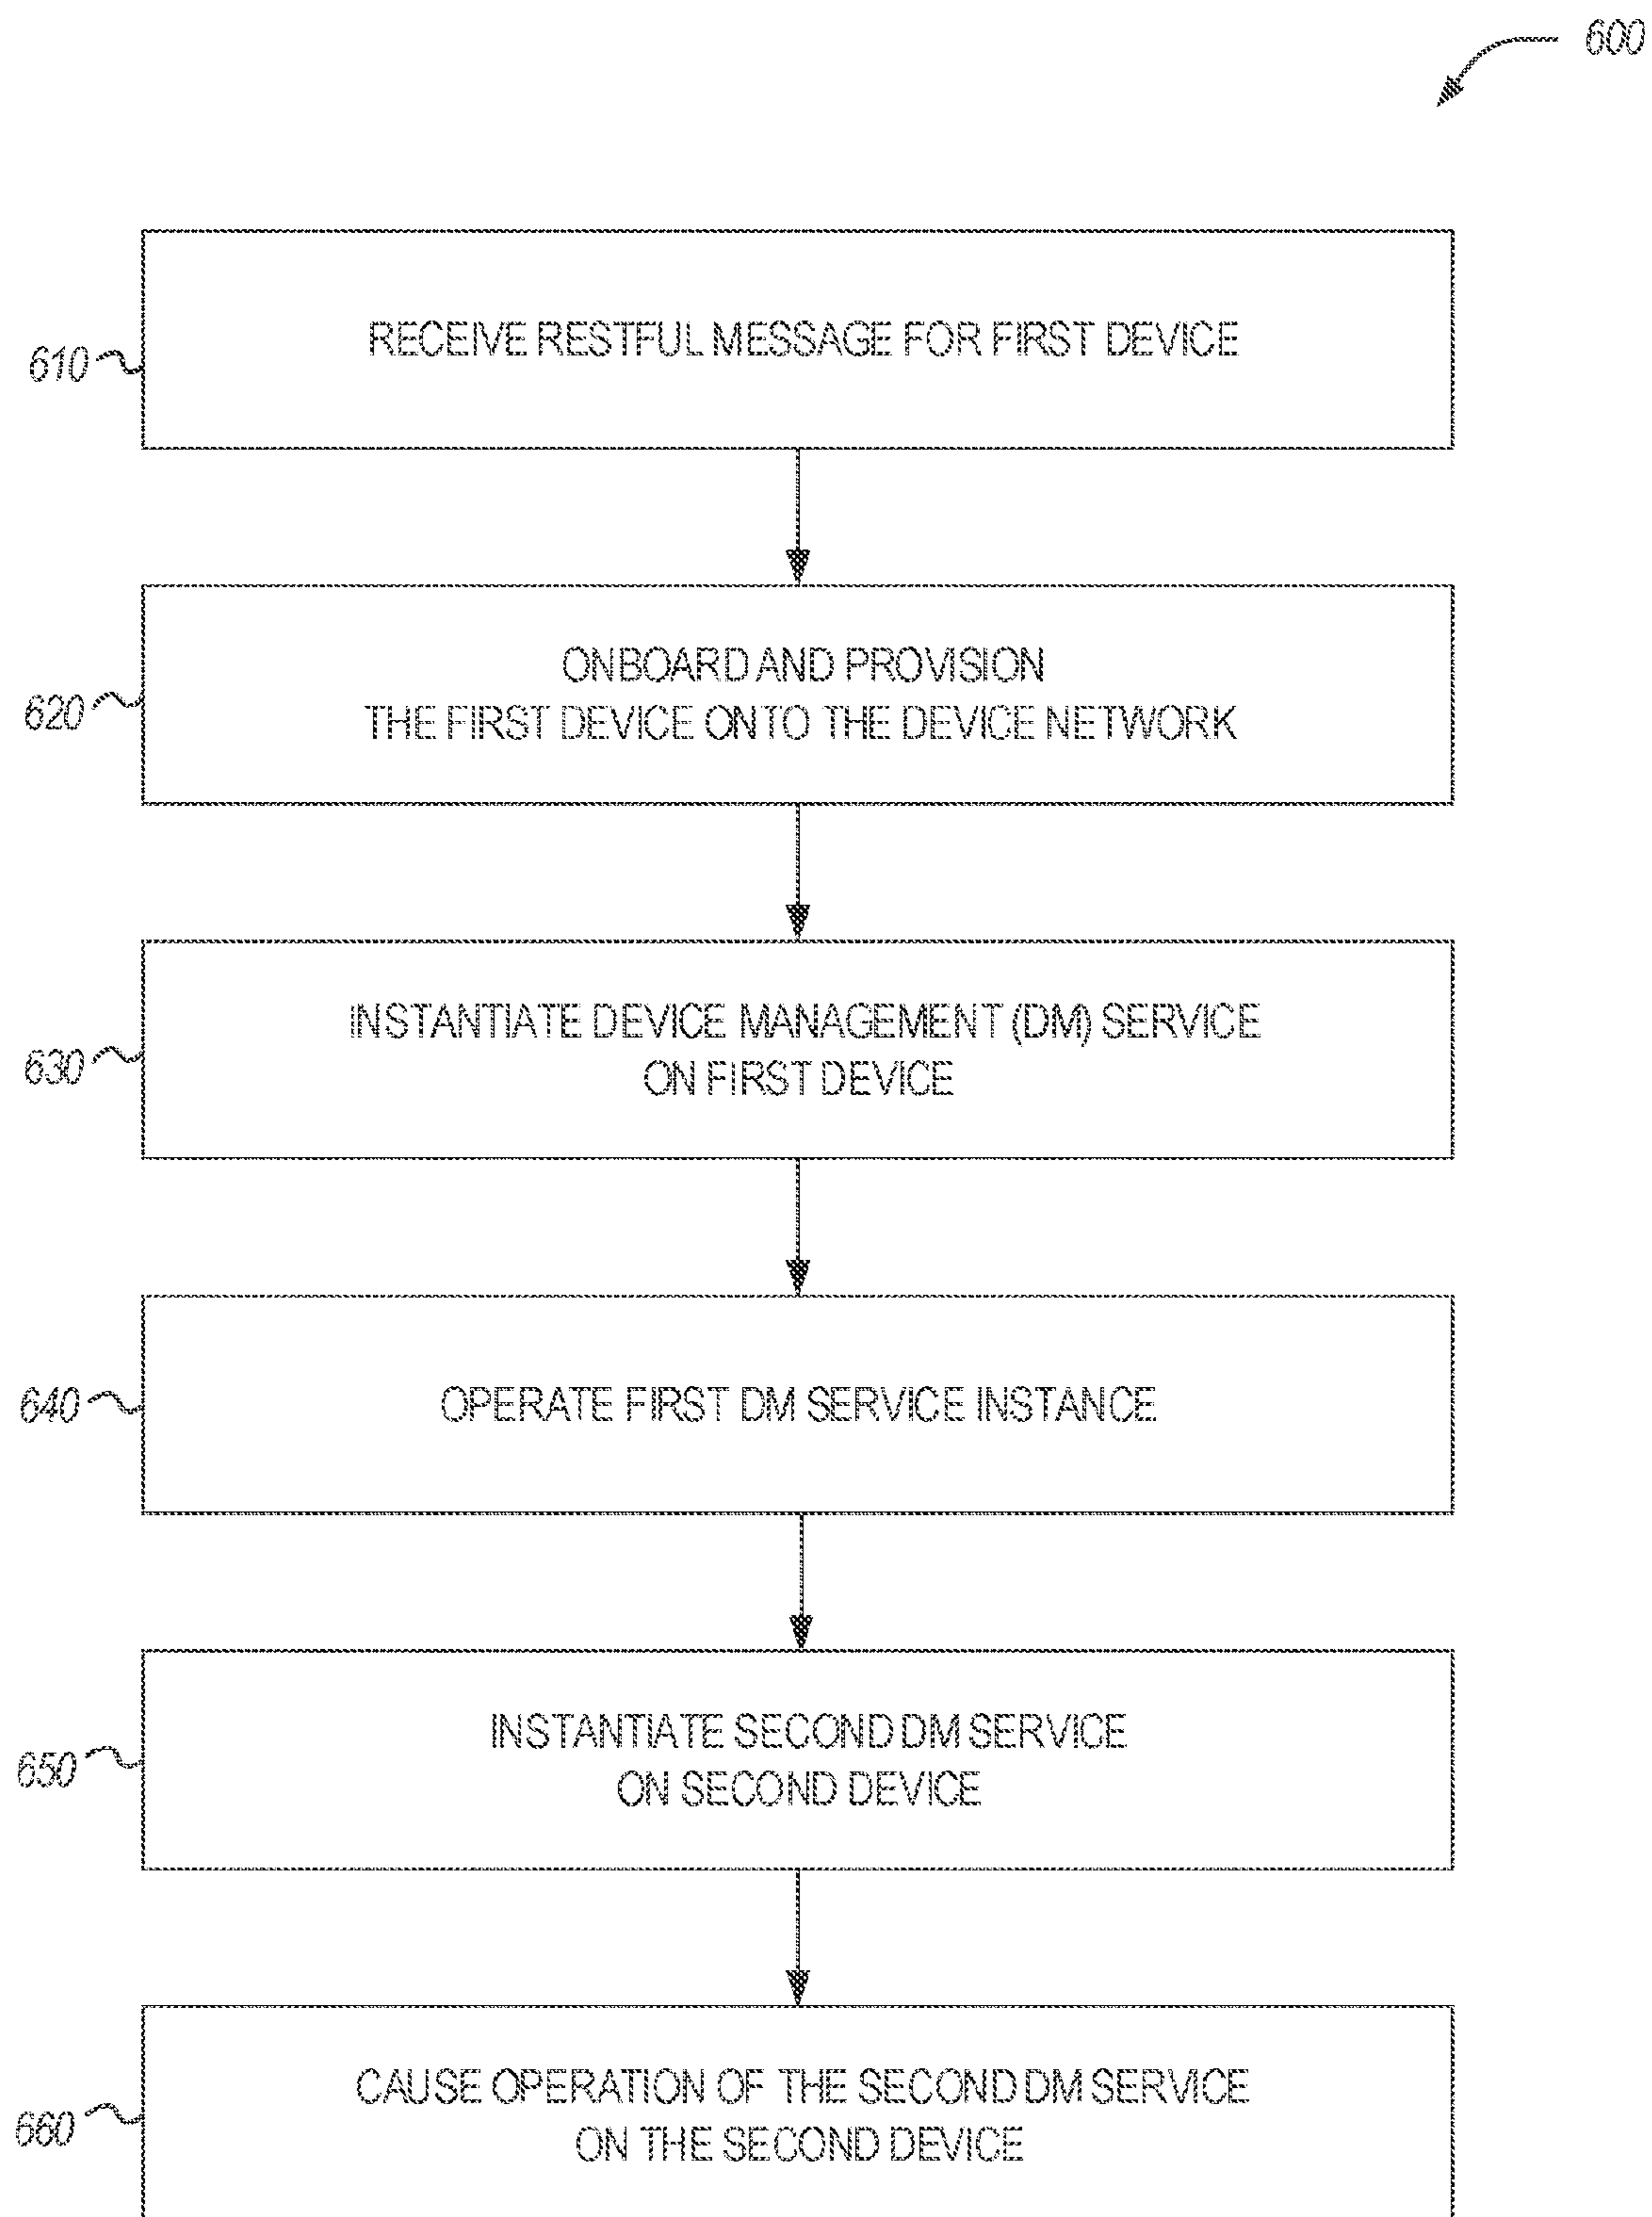 600
610
RECEIVE RESTFUL MESSAGE FOR FIRST DEVICE
620
ONBOARD AND PROVISION
THE FIRST DEVICE ONTO THE DEVICE NETWORK
630
INSTANTIATE DEVICE MANAGEMENT (DM) SERVICE
ON FIRST DEVICE
640
OPERATE FIRST DM SERVICE INSTANCE
650
INSTANTIATE SECOND DM SERVICE
ON SECOND DEVICE
660
CAUSE OPERATION OF THE SECOND DM SERVICE
ON THE SECOND DEVICE